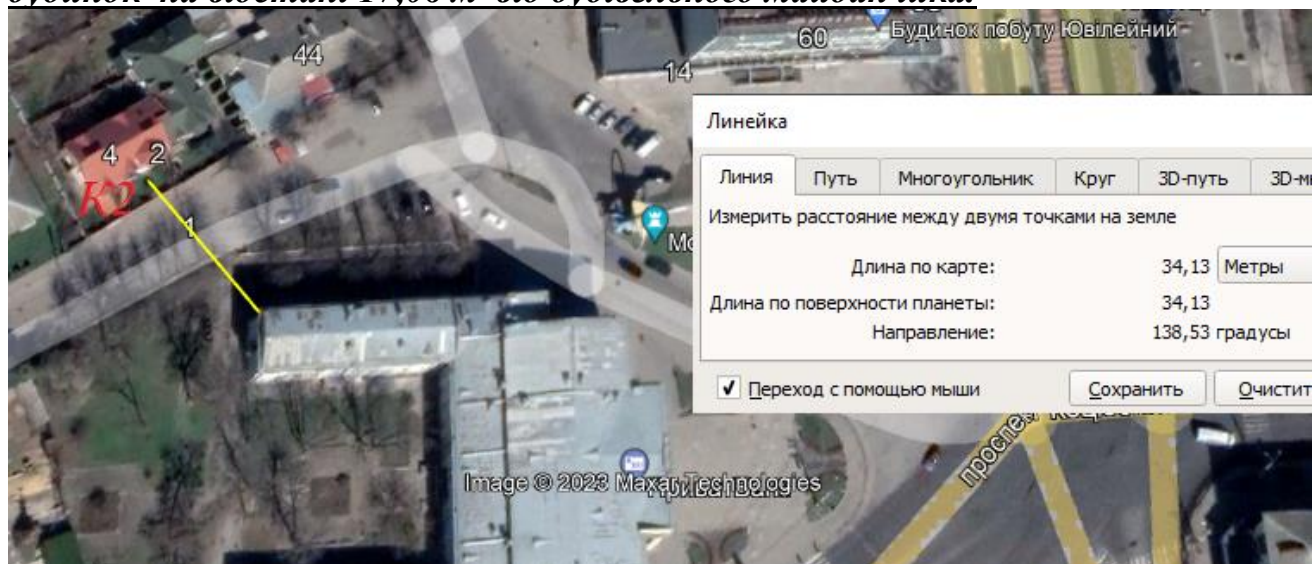 44
60
Будинок побуту Ювілейний
14
4 2
К2
1
Линейка
Линия Путь Многоугольник Круг 3D-путь
Измерить расстояние между двумя точками на земле
Длина по карте: 34,13 Метры
Длина по поверхности планеты: 34,13
Направление: 138,53 градусы
Переход с помощью мыши Сохранить Очистит
Image © 2023 Maxar Technologies
проспект